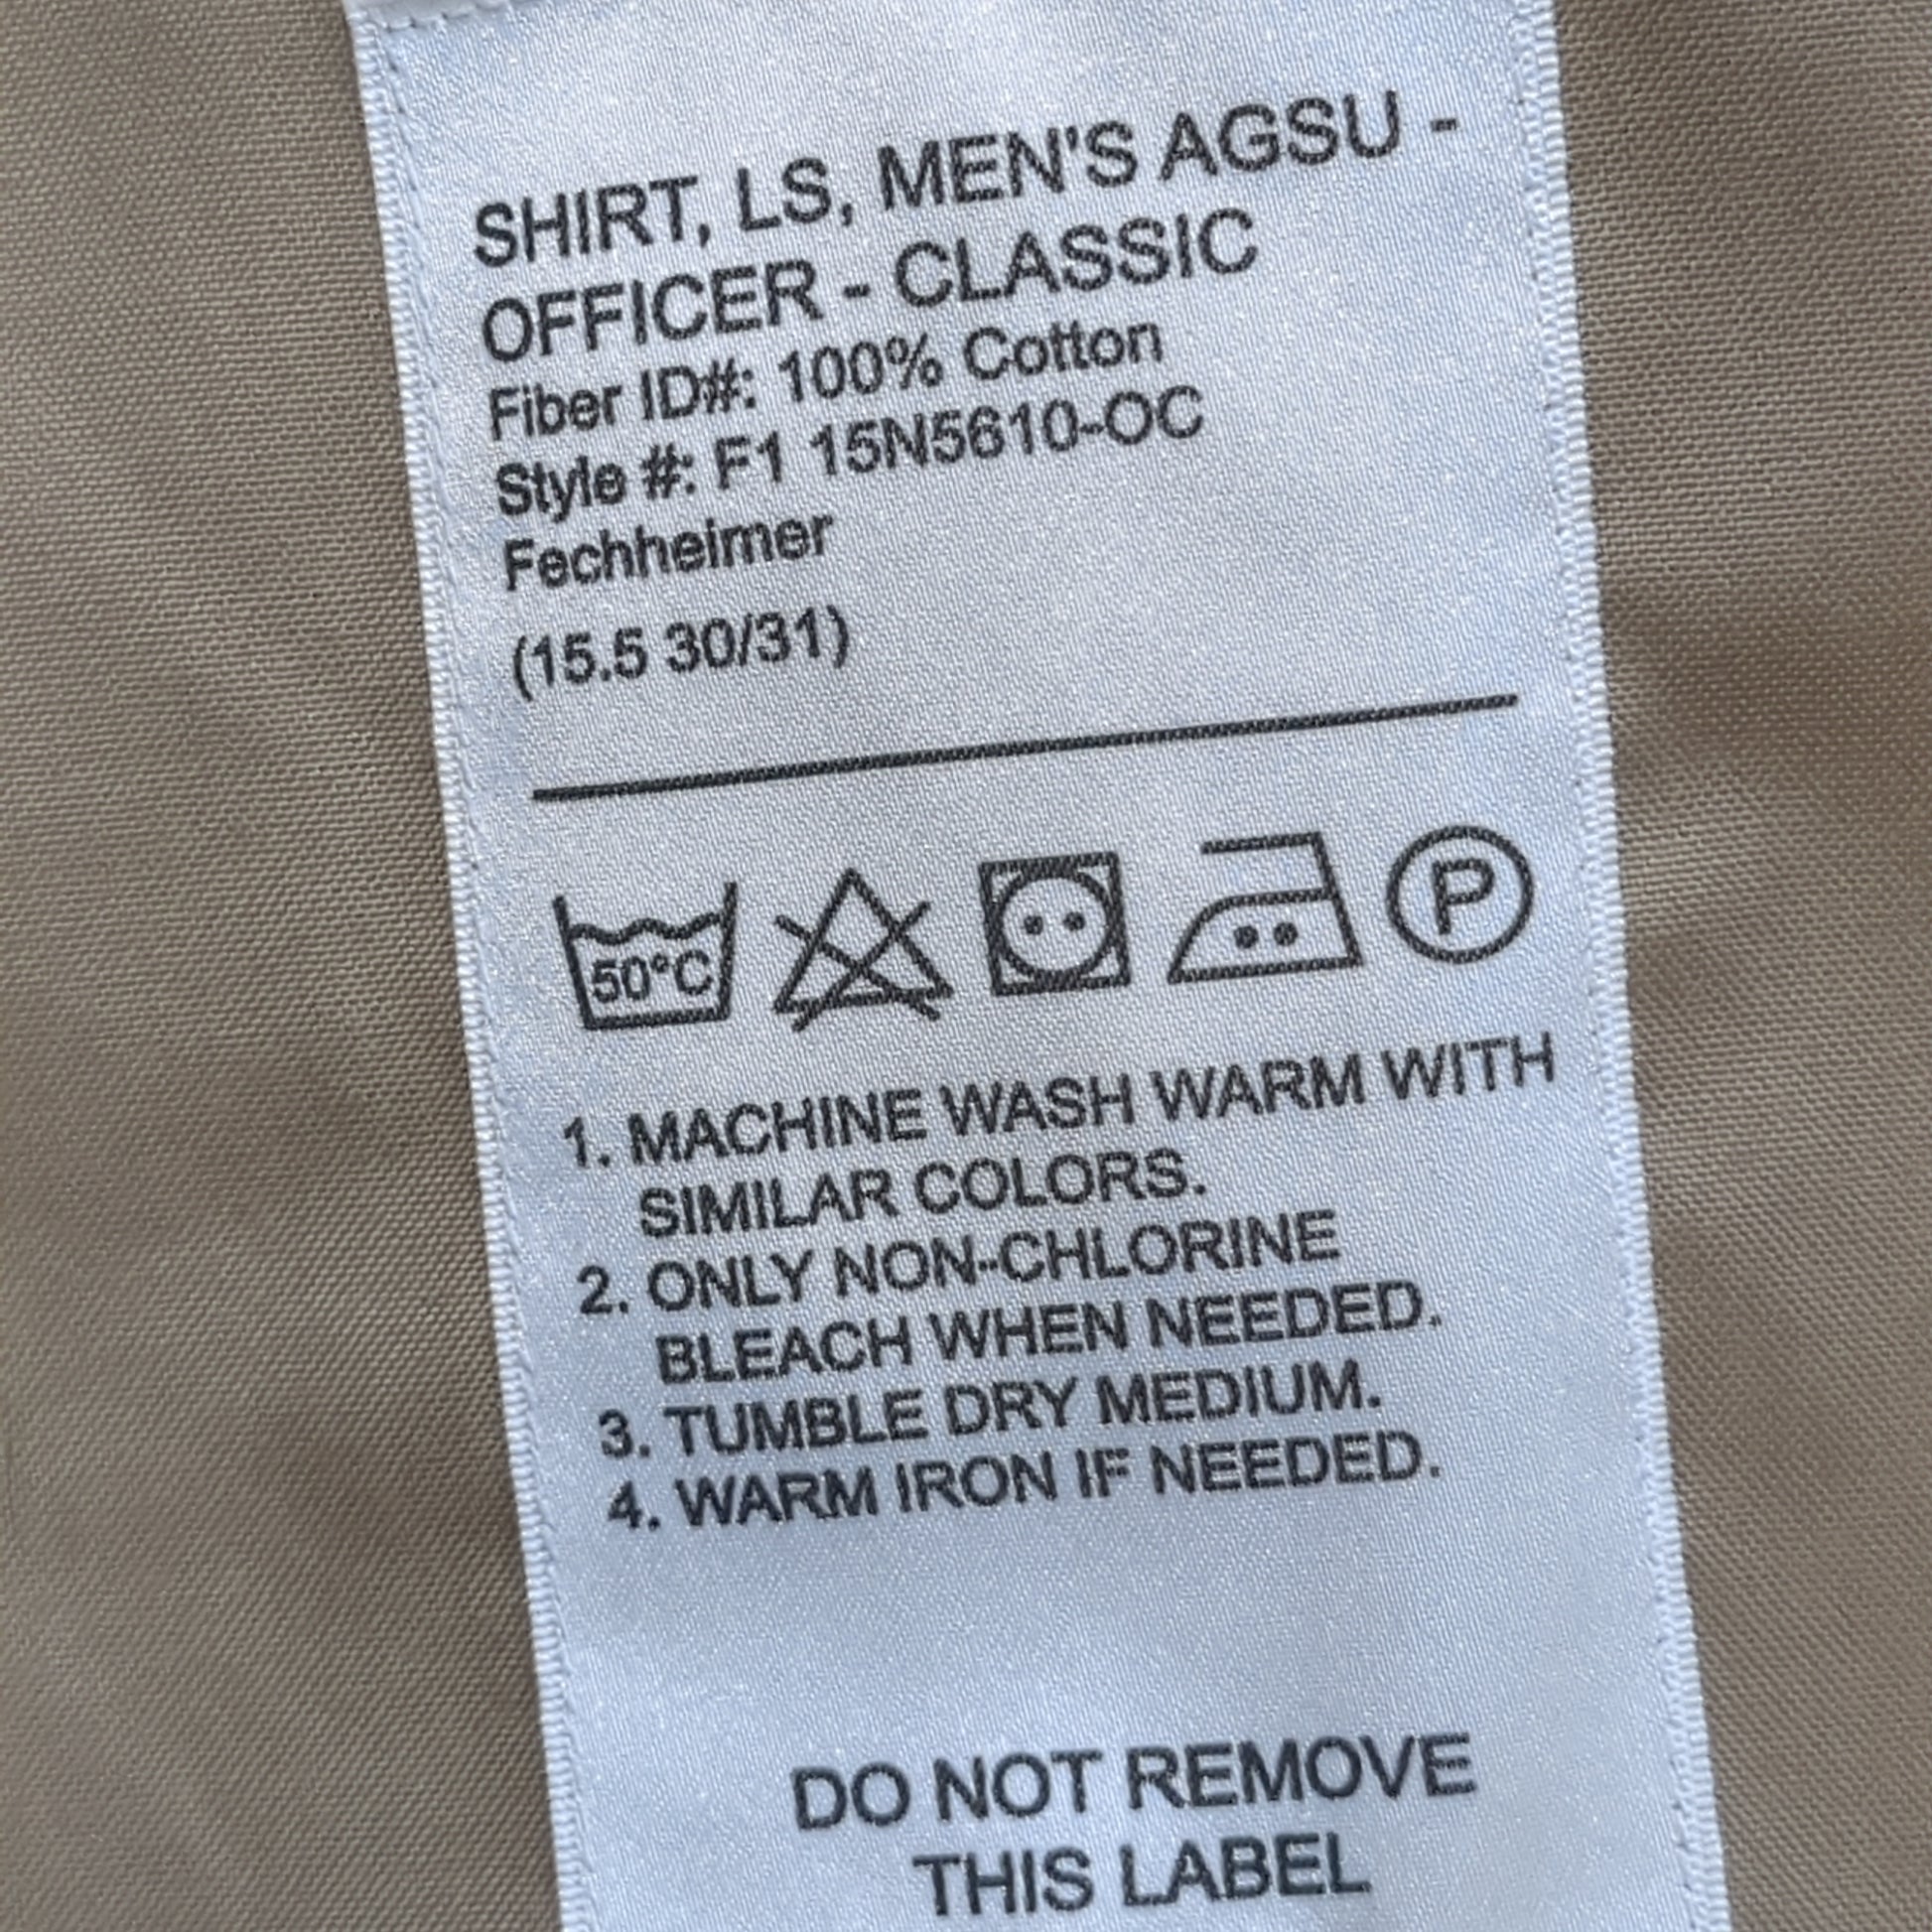 SHIRT, LS, MEN'S AGSU -
OFFICER - CLASSIC
Fiber ID#: 100% Cotton
Style #: F1 15N5610-OC
Fechheimer
(15.5 30/31)
50°C
P
1. MACHINE WASH WARM WITH
SIMILAR COLORS.
2. ONLY NON-CHLORINE
BLEACH WHEN NEEDED.
3. TUMBLE DRY MEDIUM.
4. WARM IRON IF NEEDED.
DO NOT REMOVE
THIS LABEL